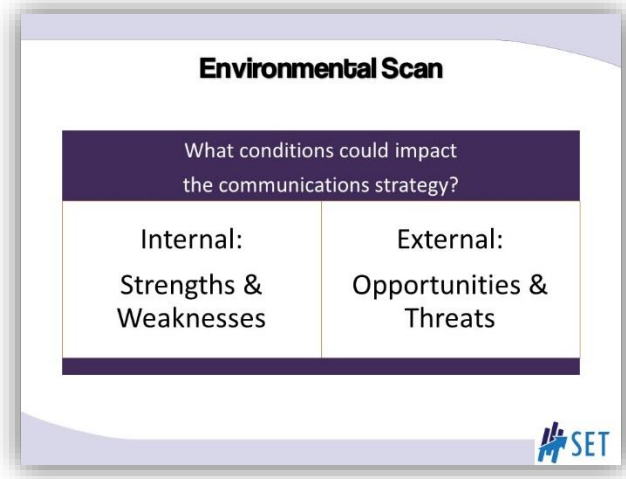 Environmental Scan
What conditions could impact
the communications strategy?
Internal:
Strengths &
Weaknesses
External:
Opportunities &
Threats
SET